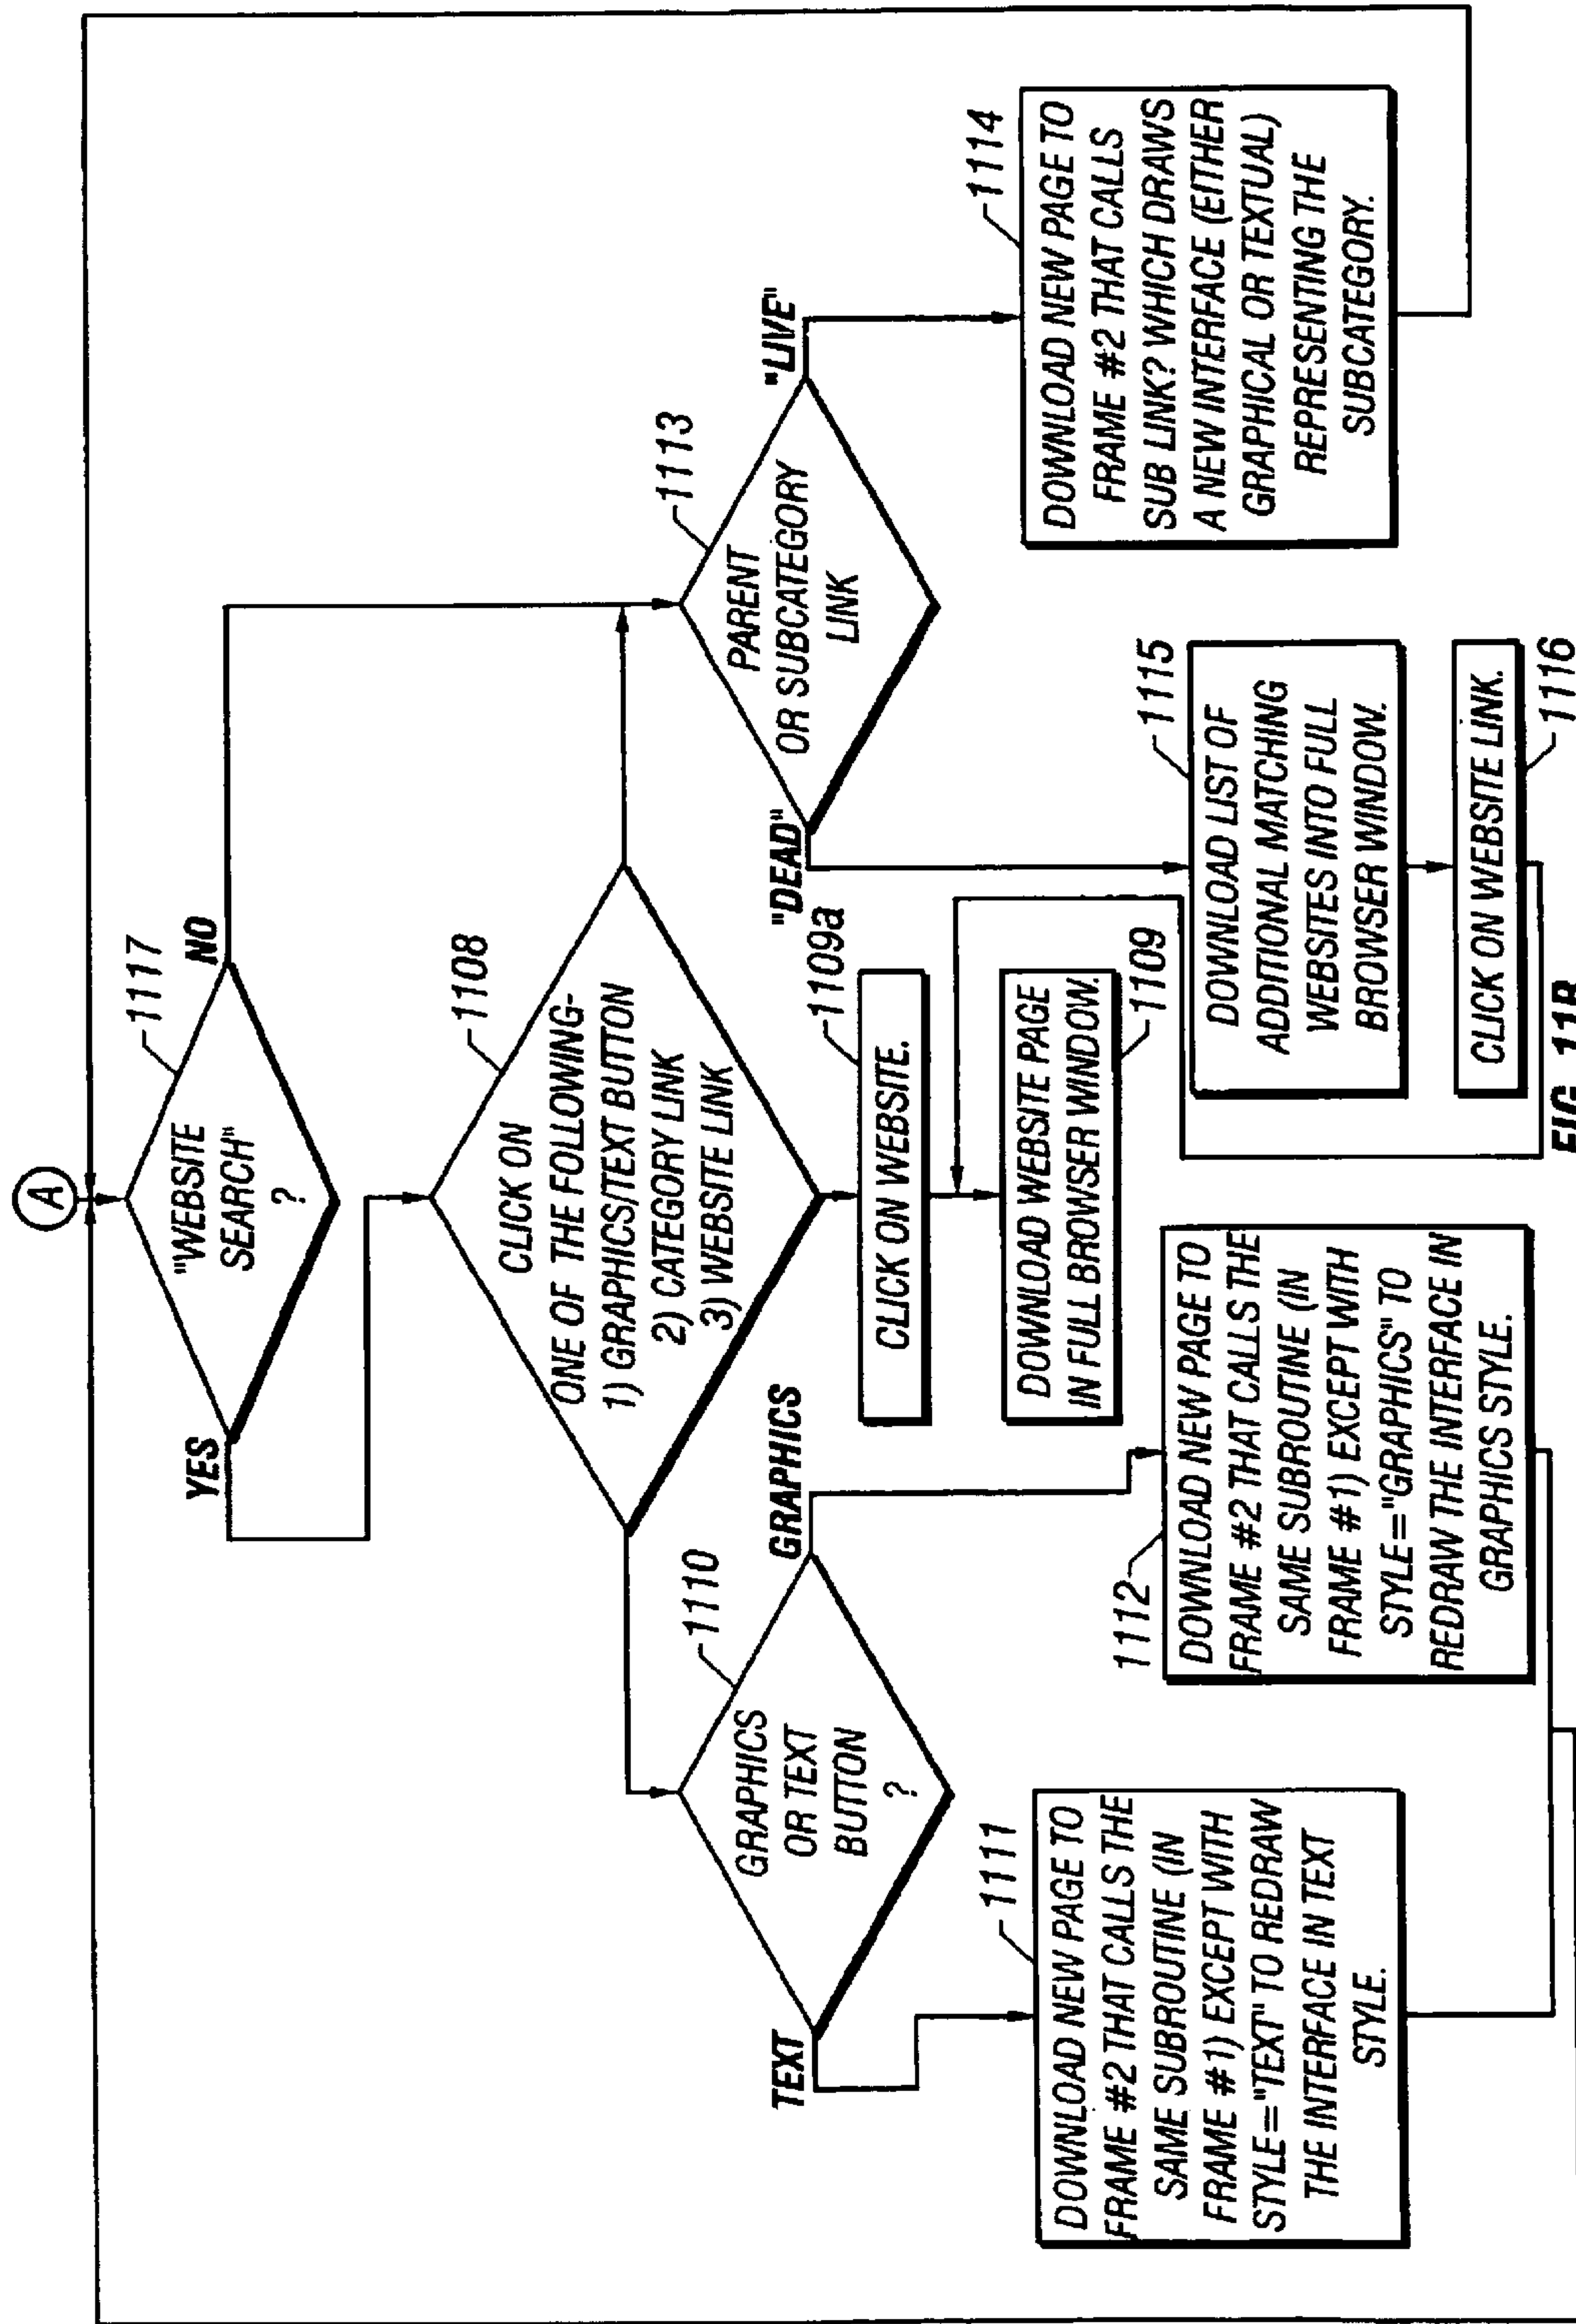 A
"WEBSITE
SEARCH"
?
1117
YES
NO
CLICK ON
ONE OF THE FOLLOWING-
1) GRAPHICS/TEXT BUTTON
2) CATEGORY LINK
3) WEBSITE LINK
1108
GRAPHICS
OR TEXT
BUTTON
?
1110
TEXT
GRAPHICS
DOWNLOAD NEW PAGE TO
FRAME #2 THAT CALLS THE
SAME SUBROUTINE (IN
FRAME #1) EXCEPT WITH
STYLE="TEXT" TO REDRAW
THE INTERFACE IN TEXT
STYLE.
1111
1112
DOWNLOAD NEW PAGE TO
FRAME #2 THAT CALLS THE
SAME SUBROUTINE (IN
FRAME #1) EXCEPT WITH
STYLE="GRAPHICS" TO
REDRAW THE INTERFACE IN
GRAPHICS STYLE.
CLICK ON WEBSITE.
1109a
DOWNLOAD WEBSITE PAGE
IN FULL BROWSER WINDOW.
1109
PARENT
OR SUBCATEGORY
LINK
1113
"DEAD"
"LIVE"
DOWNLOAD LIST OF
ADDITIONAL MATCHING
WEBSITES INTO FULL
BROWSER WINDOW.
1115
CLICK ON WEBSITE LINK.
1116
DOWNLOAD NEW PAGE TO
FRAME #2 THAT CALLS
SUB LINK? WHICH DRAWS
A NEW INTERFACE (EITHER
GRAPHICAL OR TEXTUAL)
REPRESENTING THE
SUBCATEGORY.
1114
FIG. 11B